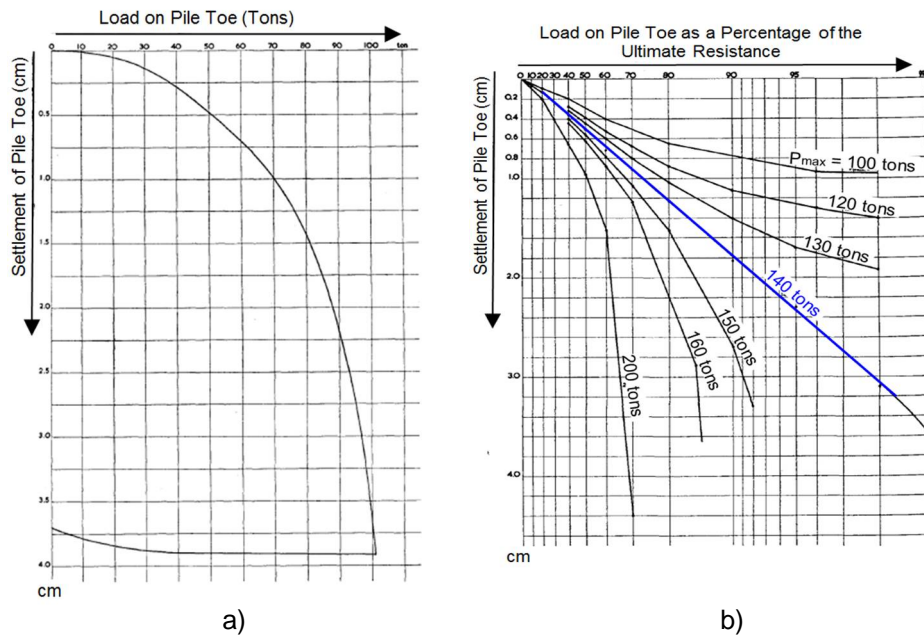 Load on Pile Toe (Tons)
0 10 20 30 40 50 60 70 80 90 100 ton
Settlement of Pile Toe (cm)
0
0.5
1.0
1.5
2.0
2.5
3.0
3.5
4.0
cm
a)
Load on Pile Toe as a Percentage of the
Ultimate Resistance
0 10 20 30 40 50 60 70 80 90 95
Settlement of Pile Toe (cm)
0.2
0.4
0.6
0.8
1.0
2.0
3.0
4.0
cm
Pmax = 100 tons
120 tons
130 tons
140 tons
150 tons
160 tons
200 tons
b)